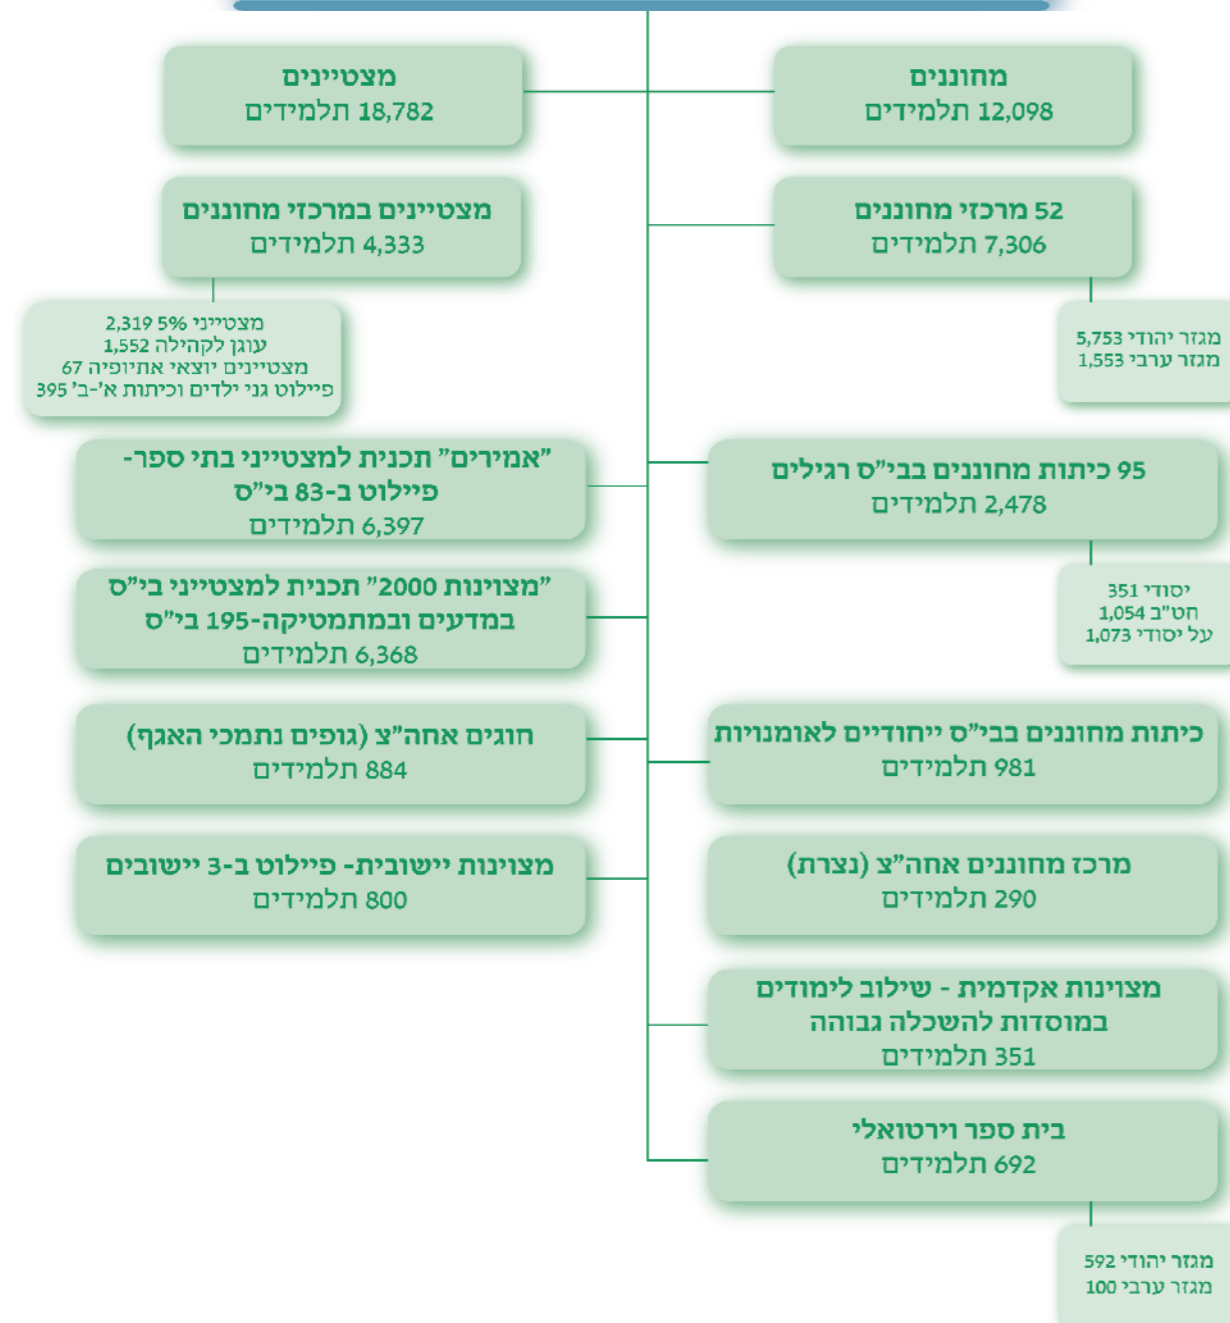 מחוננים
12,098 תלמידים
מצטיינים
18,782 תלמידים
52 מרכזי מחוננים
7,306 תלמידים
מצטיינים במרכזי מחוננים
4,333 תלמידים
מגזר יהודי 5,753
מגזר ערבי 1,553
מצטייני 5% 2,319
עוגן לקהילה 1,552
מצטיינים יוצאי אתיופיה 67
פיילוט גני ילדים וכיתות א'-ב' 395
95 כיתות מחוננים בבי"ס רגילים
2,478 תלמידים
"אמירים" תכנית למצטייני בתי ספר-
פיילוט ב-83 בי"ס
6,397 תלמידים
יסודי 351
חט"ב 1,054
על יסודי 1,073
"מצוינות 2000" תכנית למצטייני בי"ס
במדעים ובמתמטיקה-195 בי"ס
6,368 תלמידים
כיתות מחוננים בבי"ס ייחודיים לאומנויות
981 תלמידים
חוגים אחה"צ (גופים נתמכי האגף)
884 תלמידים
מרכז מחוננים אחה"צ (נצרת)
290 תלמידים
מצוינות יישובית- פיילוט ב-3 יישובים
800 תלמידים
מצוינות אקדמית - שילוב לימודים
במוסדות להשכלה גבוהה
351 תלמידים
בית ספר וירטואלי
692 תלמידים
מגזר יהודי 592
מגזר ערבי 100